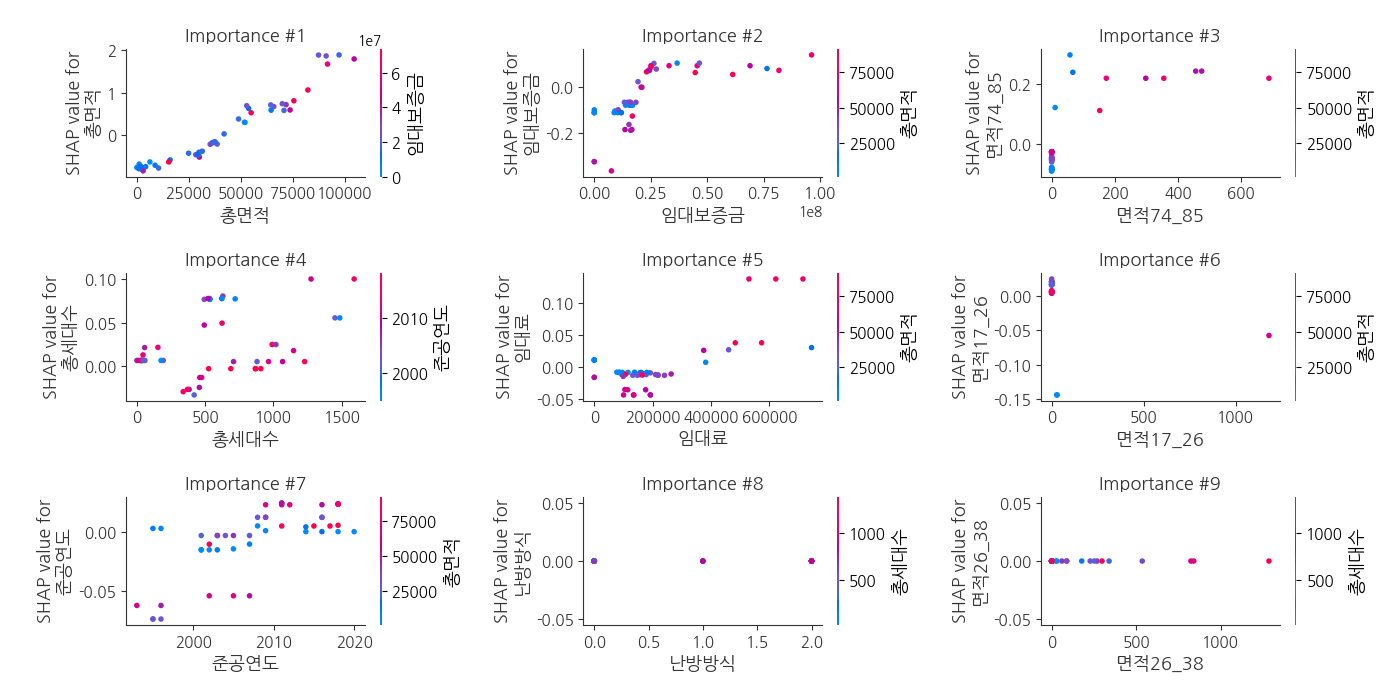 Importance #1
1e7
SHAP value for
총면적
2
0
0
25000
50000
75000
100000
총면적
6
4
2
0
임대보증금
Importance #2
SHAP value for
임대보증금
0.0
-0.2
0.00
0.25
0.50
0.75
1.00
1e8
임대보증금
75000
50000
25000
총면적
Importance #3
SHAP value for
면적74_85
0.2
0.0
0
200
400
600
면적74_85
75000
50000
25000
총면적
Importance #4
SHAP value for
총세대수
0.10
0.05
0.00
0
500
1000
1500
총세대수
2010
2000
준공연도
Importance #5
SHAP value for
임대료
0.10
0.05
0.00
-0.05
0
200000
400000
600000
임대료
75000
50000
25000
총면적
Importance #6
SHAP value for
면적17_26
0.00
-0.05
-0.10
-0.15
0
500
1000
면적17_26
75000
50000
25000
총면적
Importance #7
SHAP value for
준공연도
0.00
-0.05
2000
2010
2020
준공연도
75000
50000
25000
총면적
Importance #8
SHAP value for
난방방식
0.05
0.00
-0.05
0.0
0.5
1.0
1.5
2.0
난방방식
1000
500
총세대수
Importance #9
SHAP value for
면적26_38
0.05
0.00
-0.05
0
500
1000
면적26_38
1000
500
총세대수